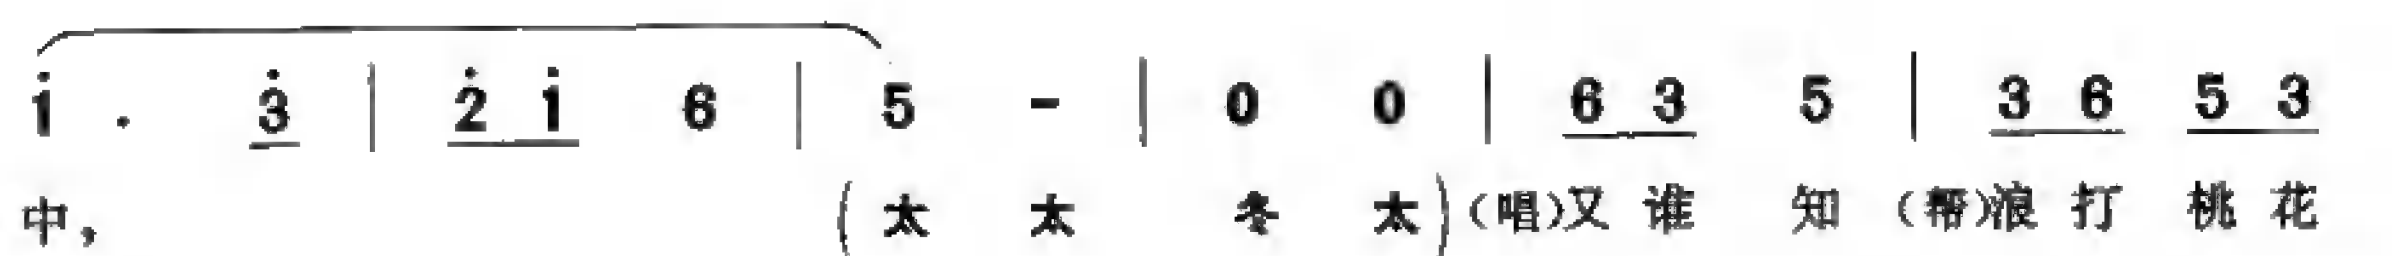 i̇ . 3̇ | 2̇ i̇ 6 | 5 - | 0 0 | 6 3 5 | 3 6 5 3
中， (太 太 冬 太) (唱)又 谁 知 (帮)浪 打 桃 花